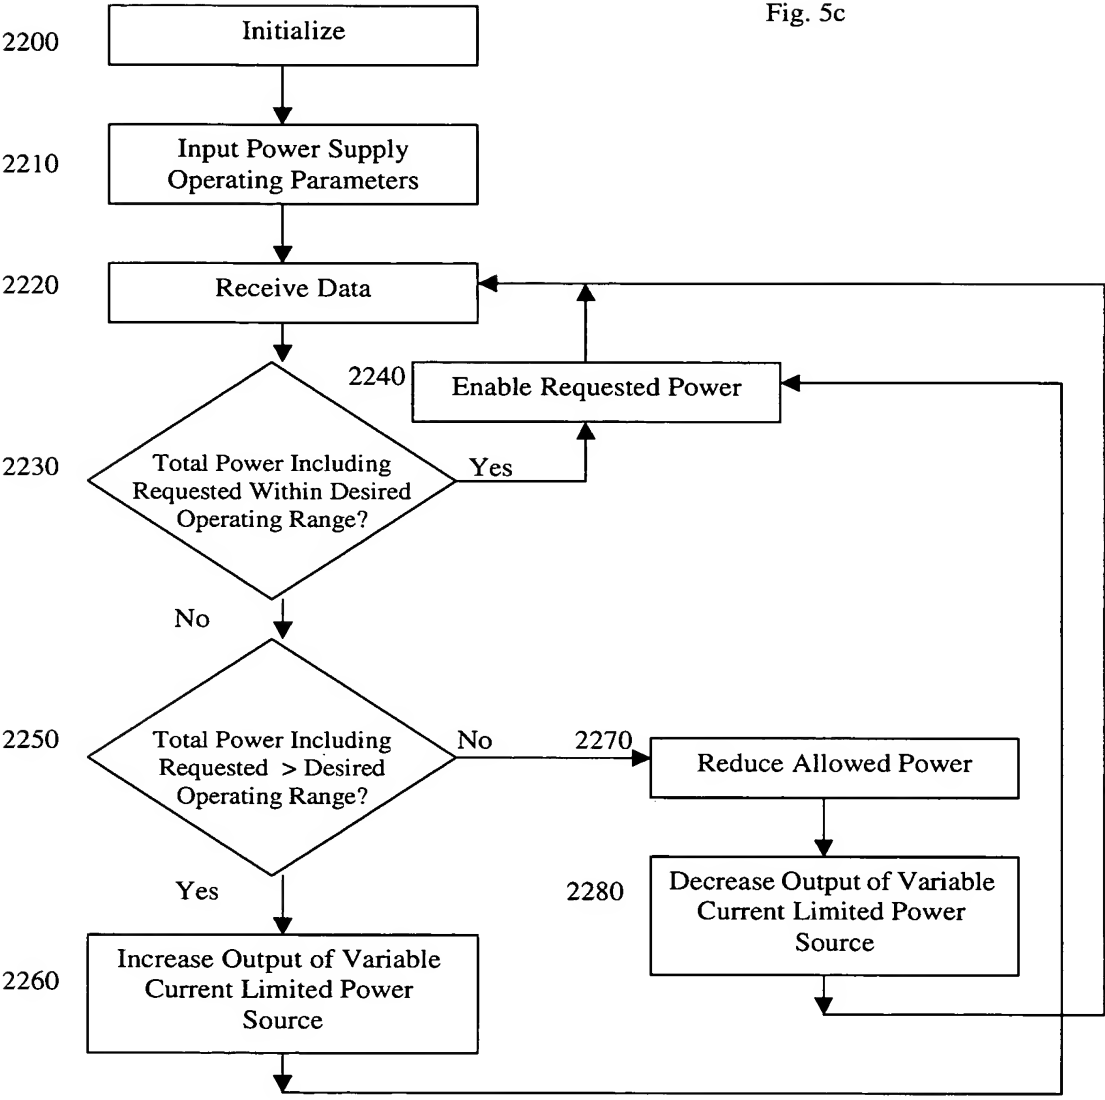 Fig. 5c
2200
Initialize
2210
Input Power Supply
Operating Parameters
2220
Receive Data
2240
Enable Requested Power
2230
Total Power Including
Requested Within Desired
Operating Range?
Yes
No
2250
Total Power Including
Requested > Desired
Operating Range?
No
2270
Reduce Allowed Power
Yes
2280
Decrease Output of Variable
Current Limited Power
Source
2260
Increase Output of Variable
Current Limited Power
Source